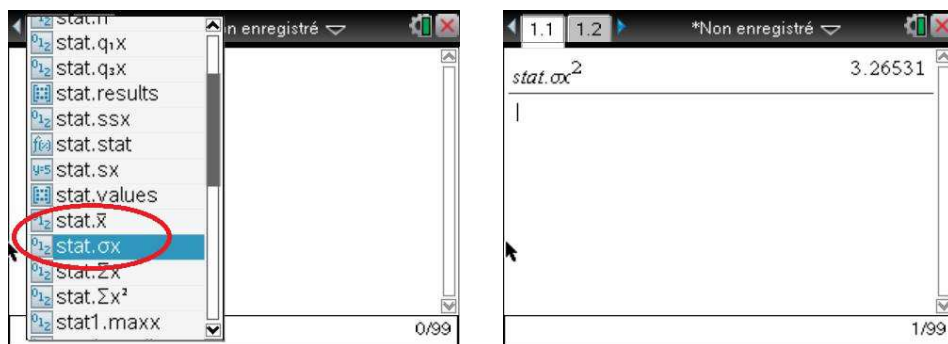 stat.n
n enregistré
stat.q₁x
stat.q₃x
stat.results
stat.ssx
stat.stat
stat.sx
stat.values
stat.x̄
stat.σx
stat.Σx
stat.Σx²
stat1.maxx
0/99
1.1 1.2 *Non enregistré
stat.σx² 3.26531
1/99